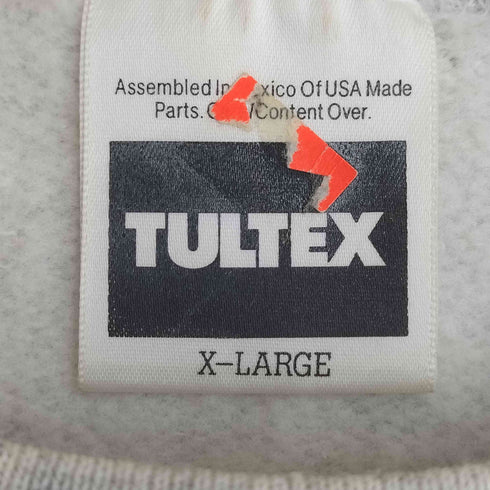 Assembled In Of USA Made
Parts. Content Over.
TULTEX
X-LARGE